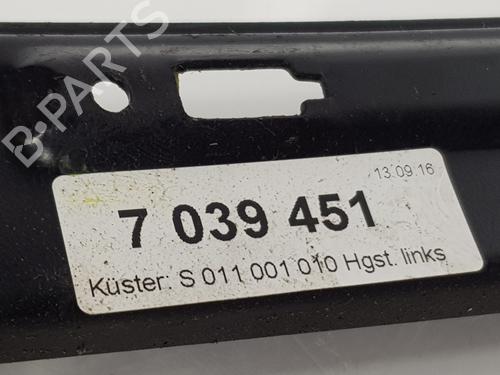 B-PARTS
13.09.16
7 039 451
Küster: S 011 001 010 Hgst. links